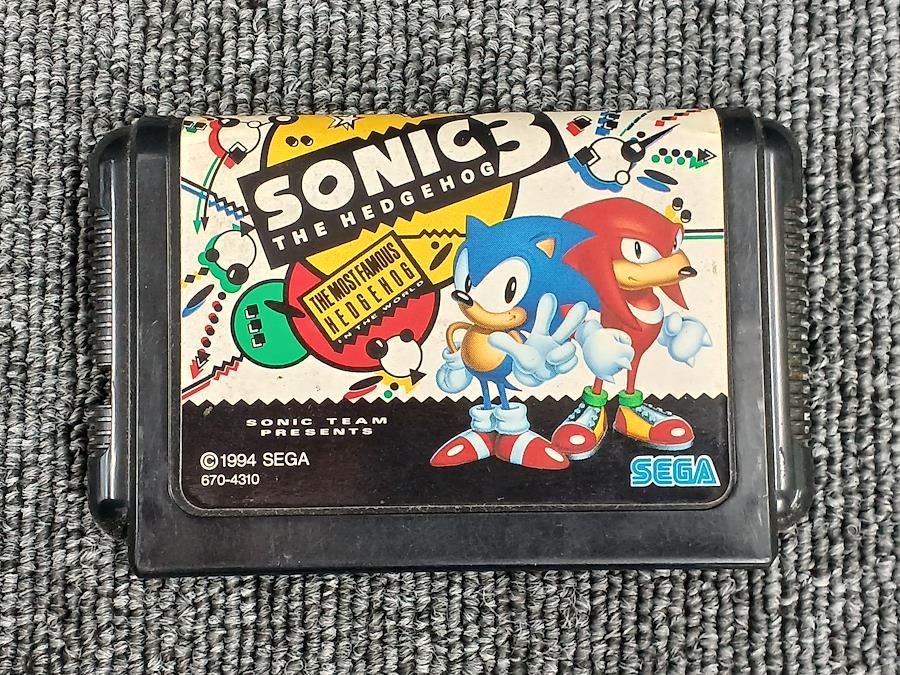 SONIC 3
THE HEDGEHOG
THE MOST FAMOUS
HEDGEHOG
IN THE WORLD
SONIC TEAM
PRESENTS
©1994 SEGA
670-4310
SEGA